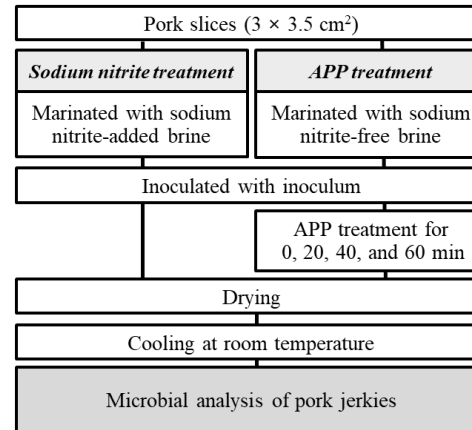 Pork slices (3 × 3.5 cm²)
Sodium nitrite treatment
APP treatment
Marinated with sodium
nitrite-added brine
Marinated with sodium
nitrite-free brine
Inoculated with inoculum
APP treatment for
0, 20, 40, and 60 min
Drying
Cooling at room temperature
Microbial analysis of pork jerkies